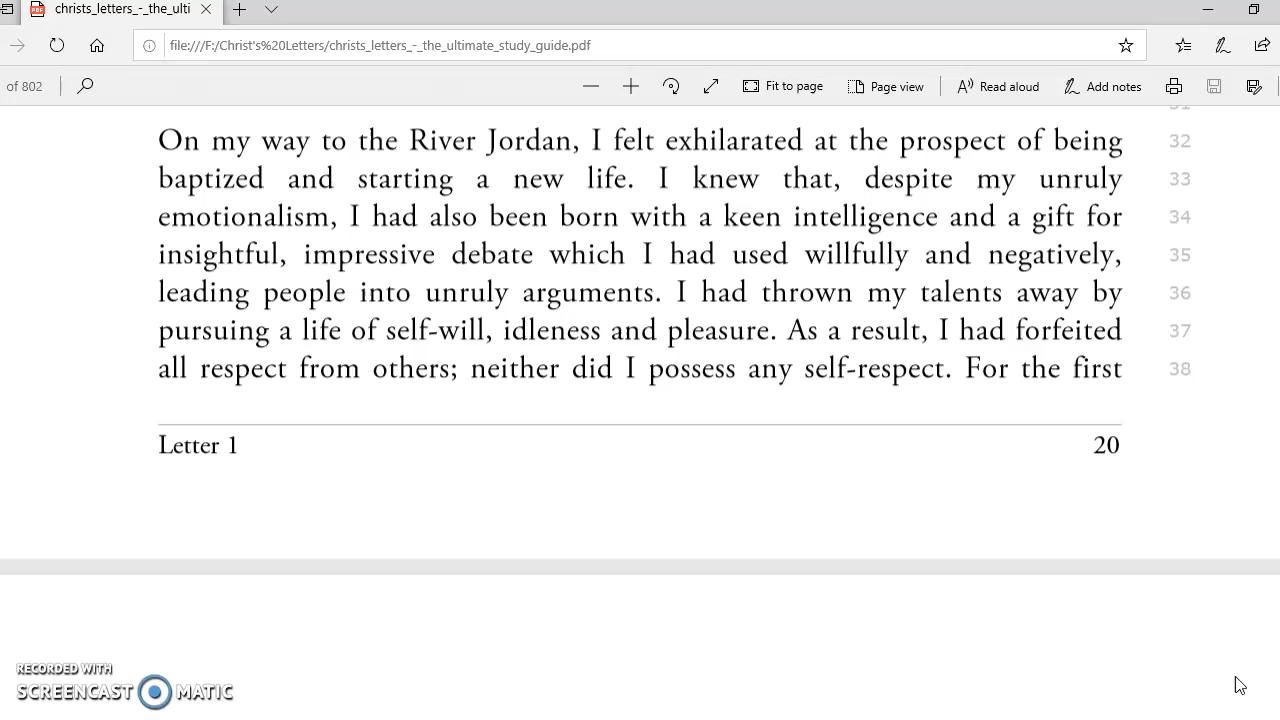 christs_letters_-_the_ulti
file:///F:/Christ's%20Letters/christs_letters_-_the_ultimate_study_guide.pdf
of 802 Fit to page Page view Read aloud Add notes
31
On my way to the River Jordan, I felt exhilarated at the prospect of being 32
baptized and starting a new life. I knew that, despite my unruly 33
emotionalism, I had also been born with a keen intelligence and a gift for 34
insightful, impressive debate which I had used willfully and negatively, 35
leading people into unruly arguments. I had thrown my talents away by 36
pursuing a life of self-will, idleness and pleasure. As a result, I had forfeited 37
all respect from others; neither did I possess any self-respect. For the first 38
Letter 1 20
RECORDED WITH
SCREENCAST MATIC